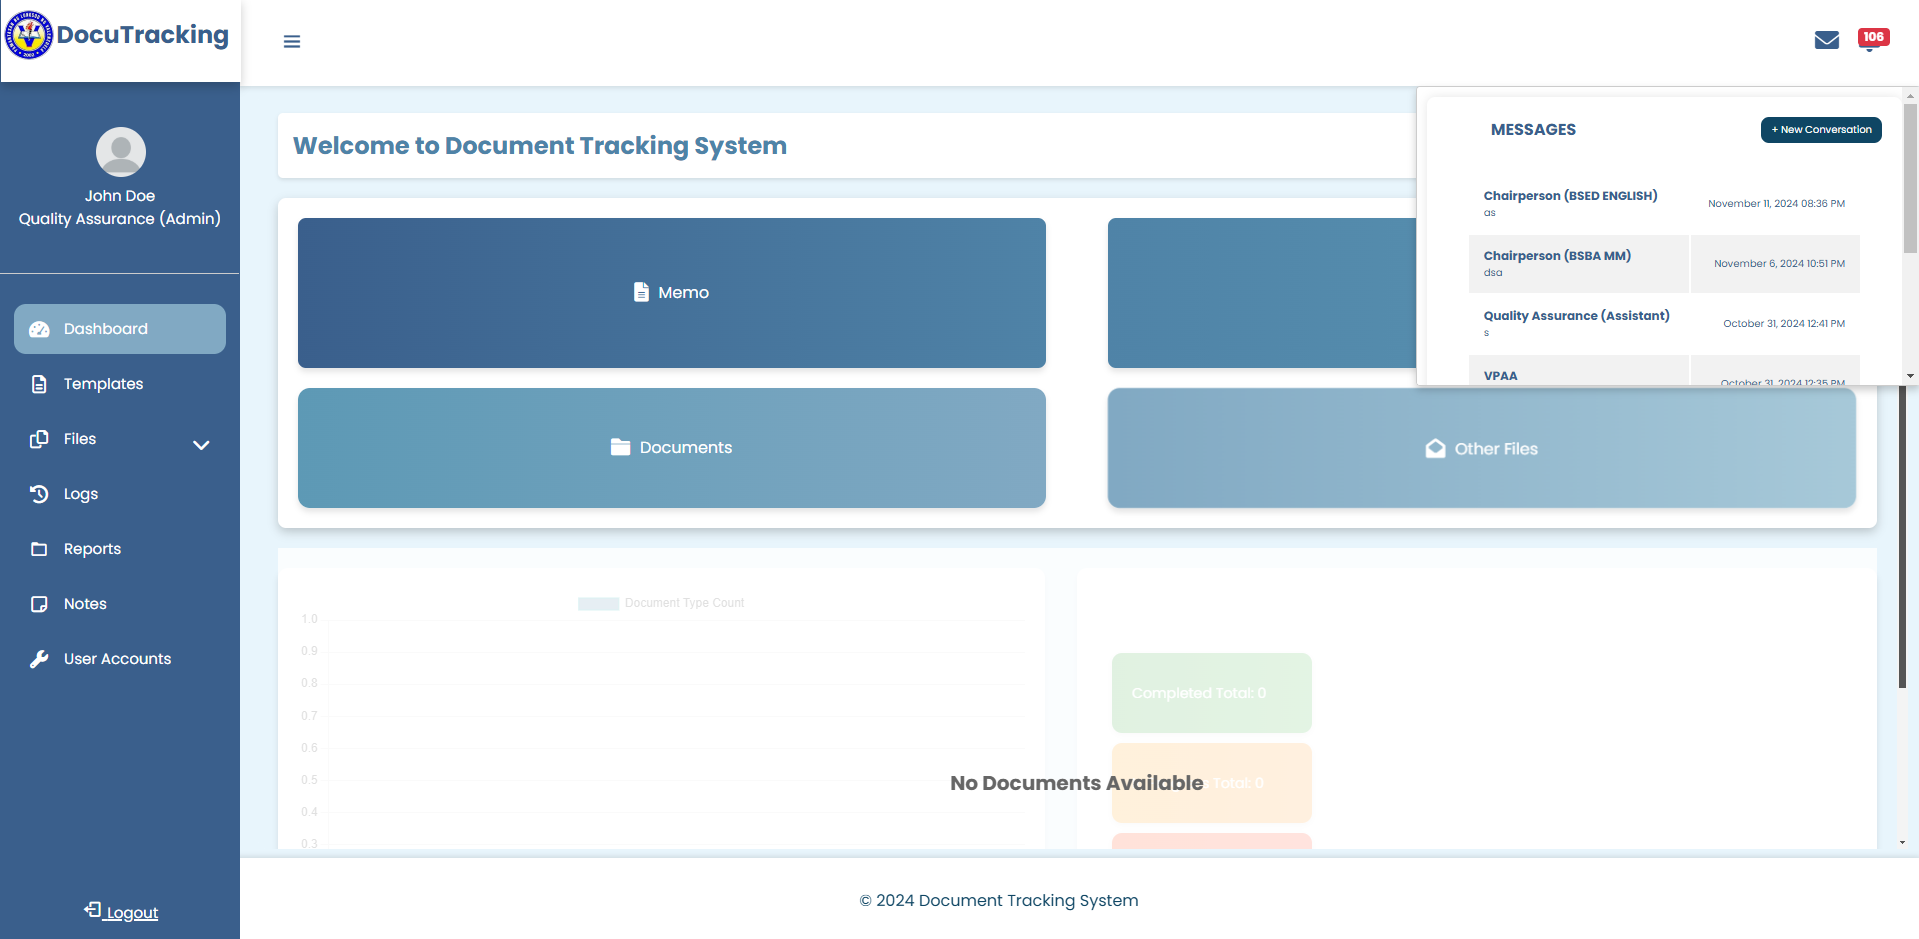 DocuTracking
106
John Doe
Quality Assurance (Admin)
Dashboard
Templates
Files
Logs
Reports
Notes
User Accounts
Logout
Welcome to Document Tracking System
Memo
Documents
Other Files
MESSAGES
+ New Conversation
Chairperson (BSED ENGLISH)
as
November 11, 2024 08:36 PM
Chairperson (BSBA MM)
dsa
November 6, 2024 10:51 PM
Quality Assurance (Assistant)
s
October 31, 2024 12:41 PM
VPAA
October 31, 2024 12:35 PM
Document Type Count
1.0
0.9
0.8
0.7
0.6
0.5
0.4
0.3
Completed Total: 0
Total: 0
No Documents Available
© 2024 Document Tracking System